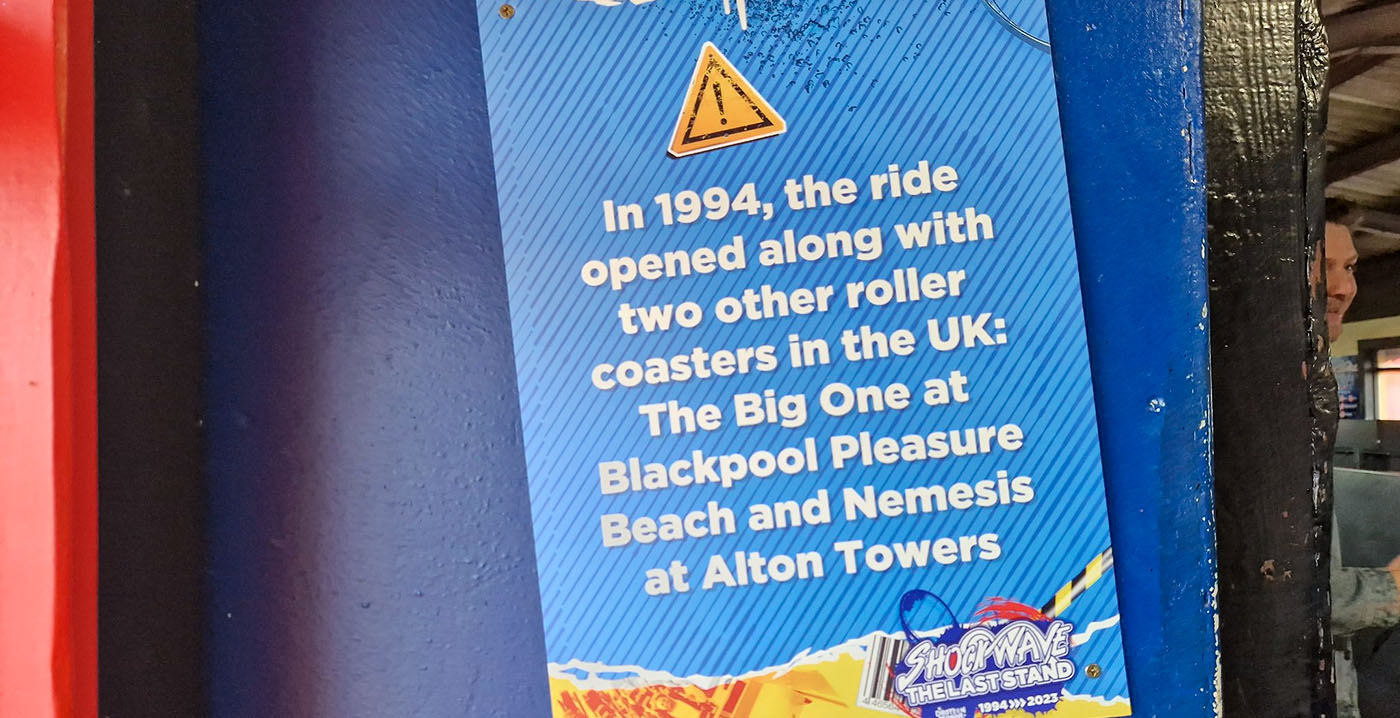 !
In 1994, the ride
opened along with
two other roller
coasters in the UK:
The Big One at
Blackpool Pleasure
Beach and Nemesis
at Alton Towers
SHOCKWAVE
THE LAST STAND
1994 >>> 2023